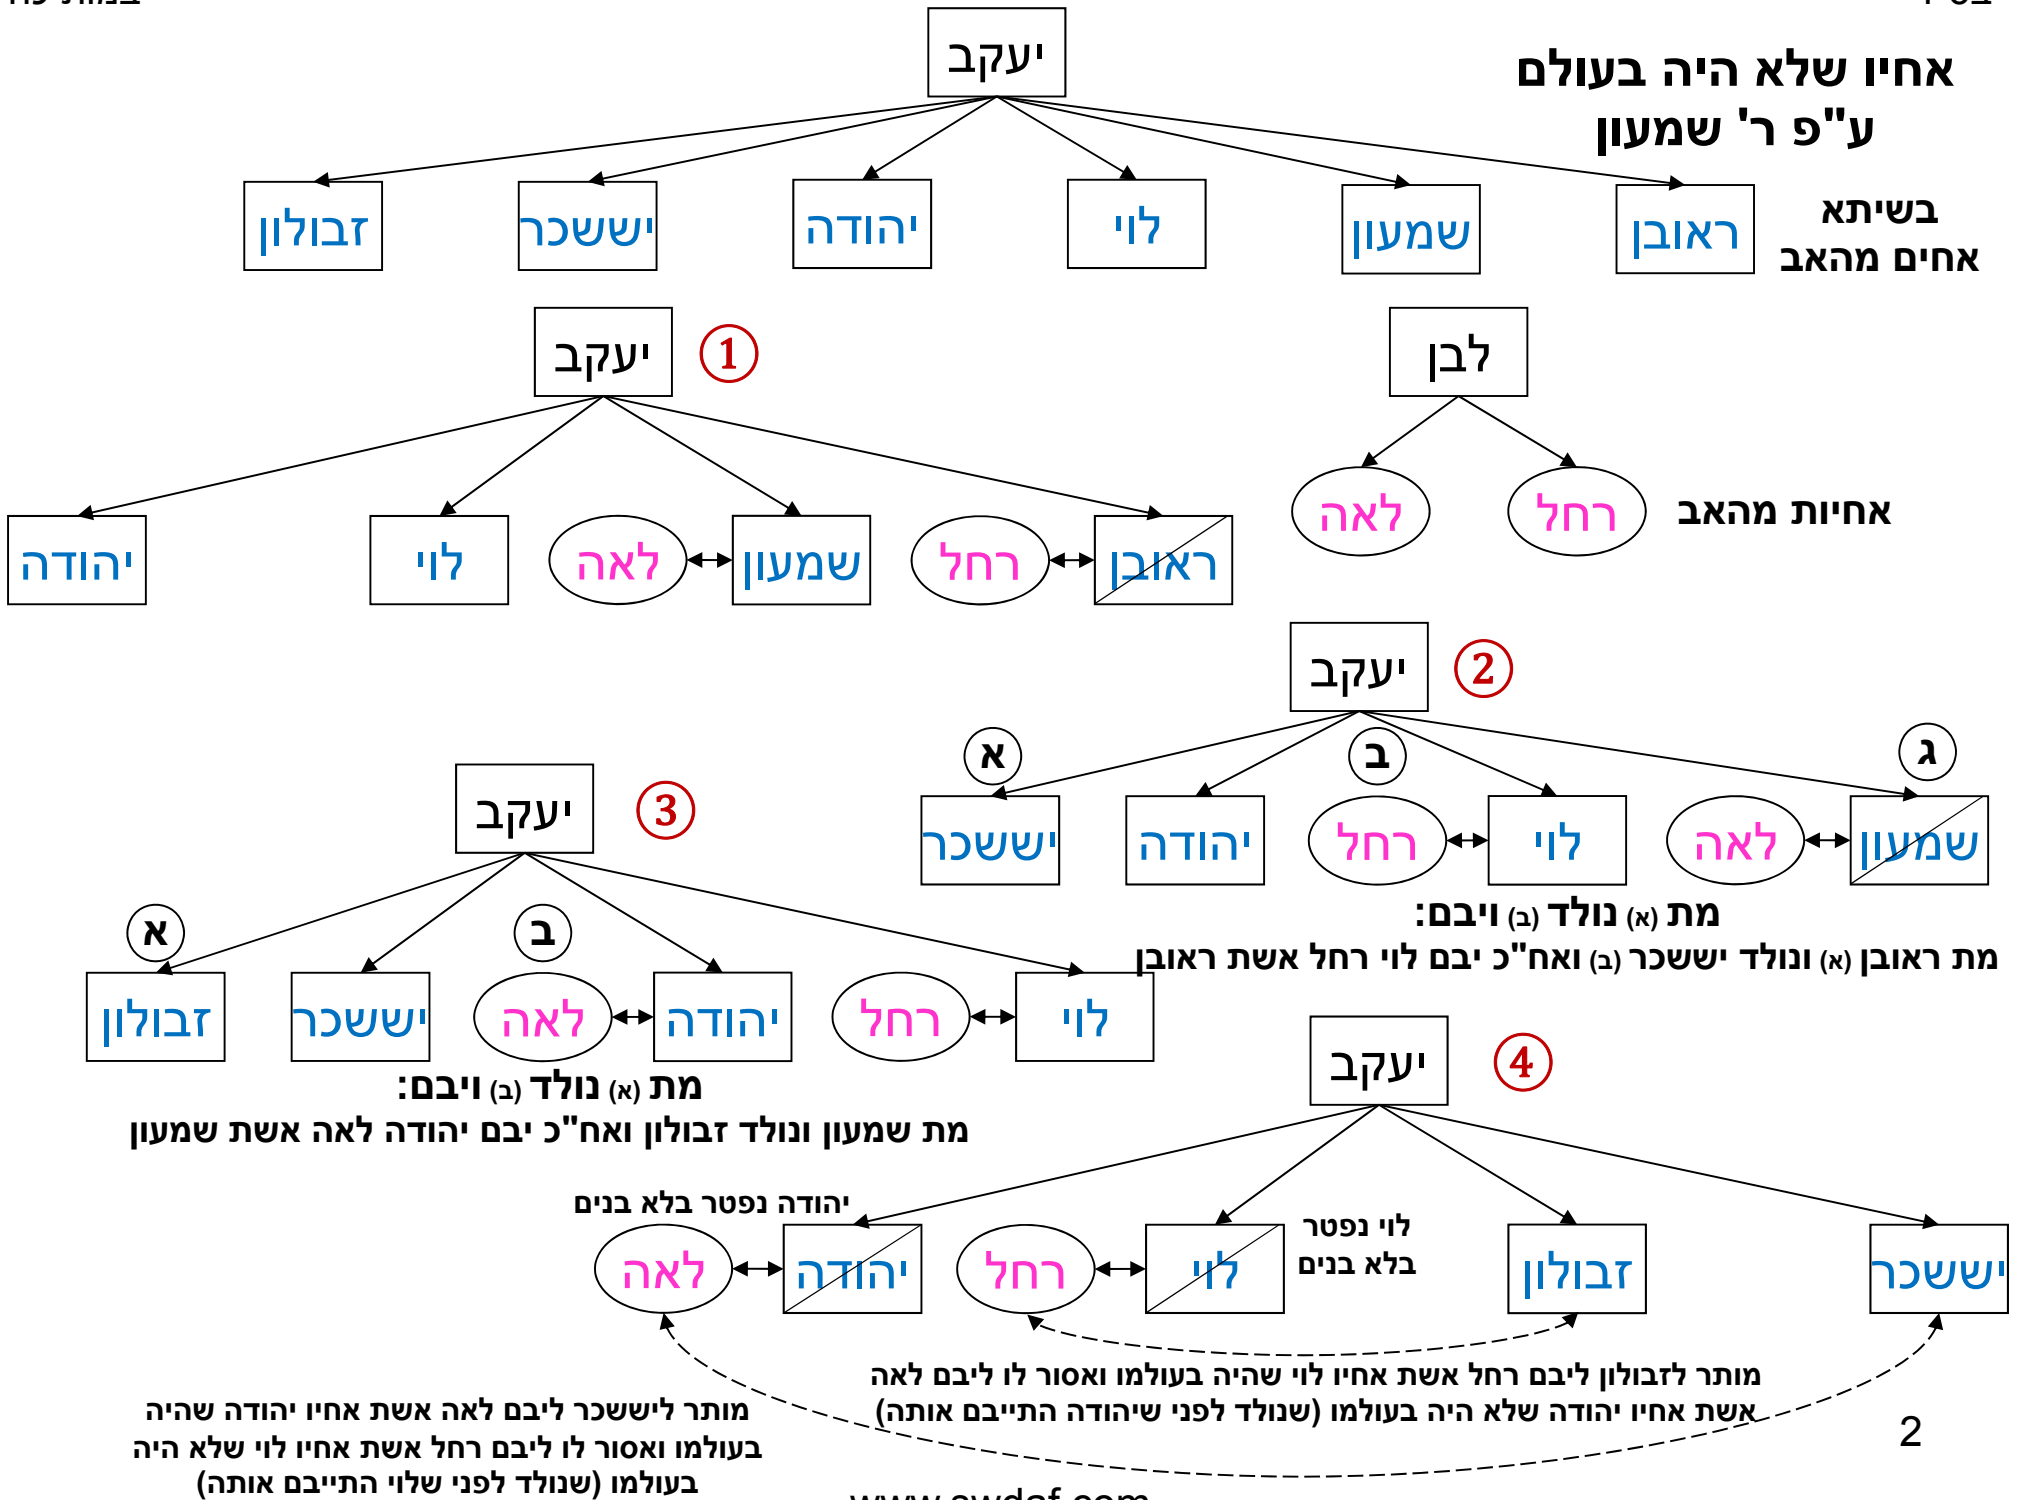 יעקב
אחיו שלא היה בעולם
ע"פ ר' שמעון
בשיתא
אחים מהאב
ראובן
שמעון
לוי
יהודה
יששכר
זבולון
לבן
רחל
לאה
אחיות מהאב
① יעקב
ראובן
רחל
שמעון
לאה
לוי
יהודה
② יעקב
ג
ב
א
שמעון
לאה
לוי
רחל
יהודה
יששכר
מת (א) נולד (ב) ויבם:
מת ראובן (א) ונולד יששכר (ב) ואח"כ יבם לוי רחל אשת ראובן
③ יעקב
ב
א
לוי
רחל
יהודה
לאה
יששכר
זבולון
מת (א) נולד (ב) ויבם:
מת שמעון ונולד זבולון ואח"כ יבם יהודה לאה אשת שמעון
④ יעקב
יששכר
זבולון
לוי נפטר
בלא בנים
לוי
רחל
יהודה נפטר בלא בנים
יהודה
לאה
מותר לזבולון ליבם רחל אשת אחיו לוי שהיה בעולמו ואסור לו ליבם לאה
אשת אחיו יהודה שלא היה בעולמו (שנולד לפני שיהודה התייבם אותה)
מותר ליששכר ליבם לאה אשת אחיו יהודה שהיה
בעולמו ואסור לו ליבם רחל אשת אחיו לוי שלא היה
בעולמו (שנולד לפני שלוי התייבם אותה)
2